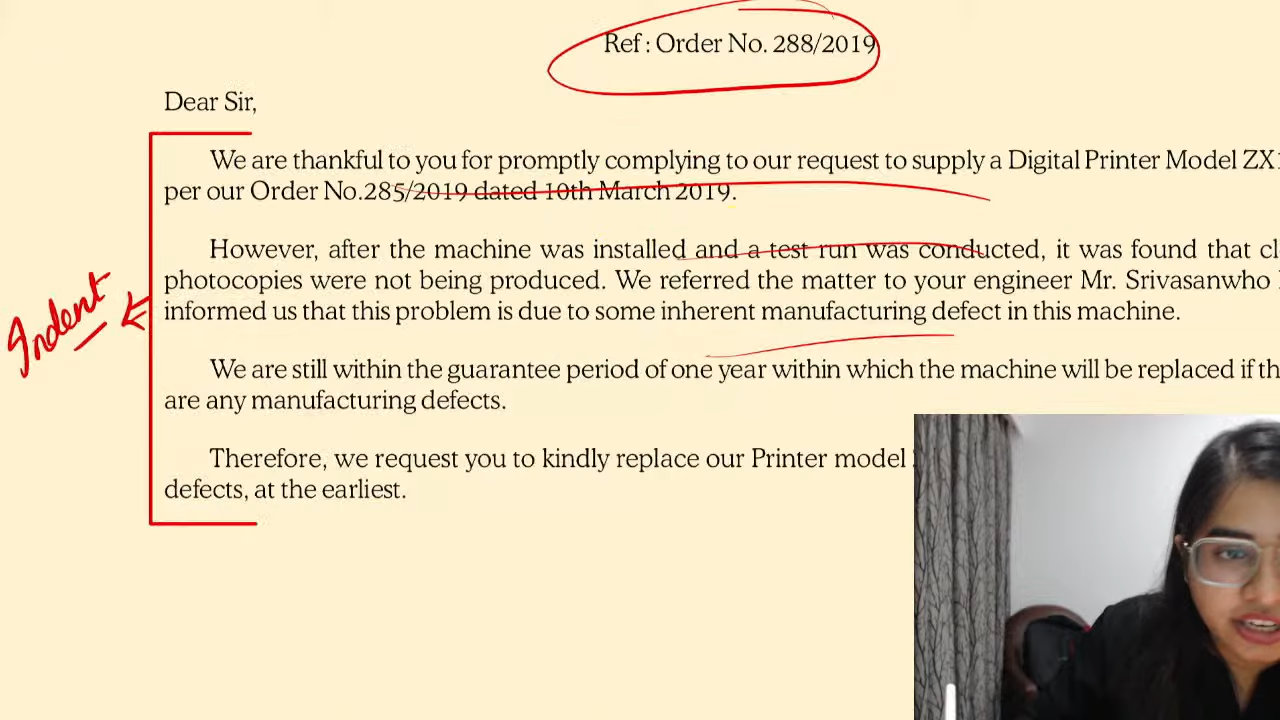 Ref : Order No. 288/2019
Dear Sir,
We are thankful to you for promptly complying to our request to supply a Digital Printer Model
per our Order No.285/2019 dated 10th March 2019.
However, after the machine was installed and a test run was conducted, it was found that
photocopies were not being produced. We referred the matter to your engineer Mr. Srivasanwho
Indent
informed us that this problem is due to some inherent manufacturing defect in this machine.
We are still within the guarantee period of one year within which the machine will be replaced if
are any manufacturing defects.
Therefore, we request you to kindly replace our Printer model
defects, at the earliest.